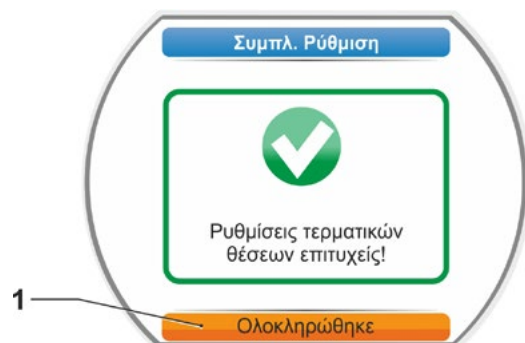 Συμπλ. Ρύθμιση
Ρυθμίσεις τερματικών
θέσεων επιτυχείς!
1
Ολοκληρώθηκε